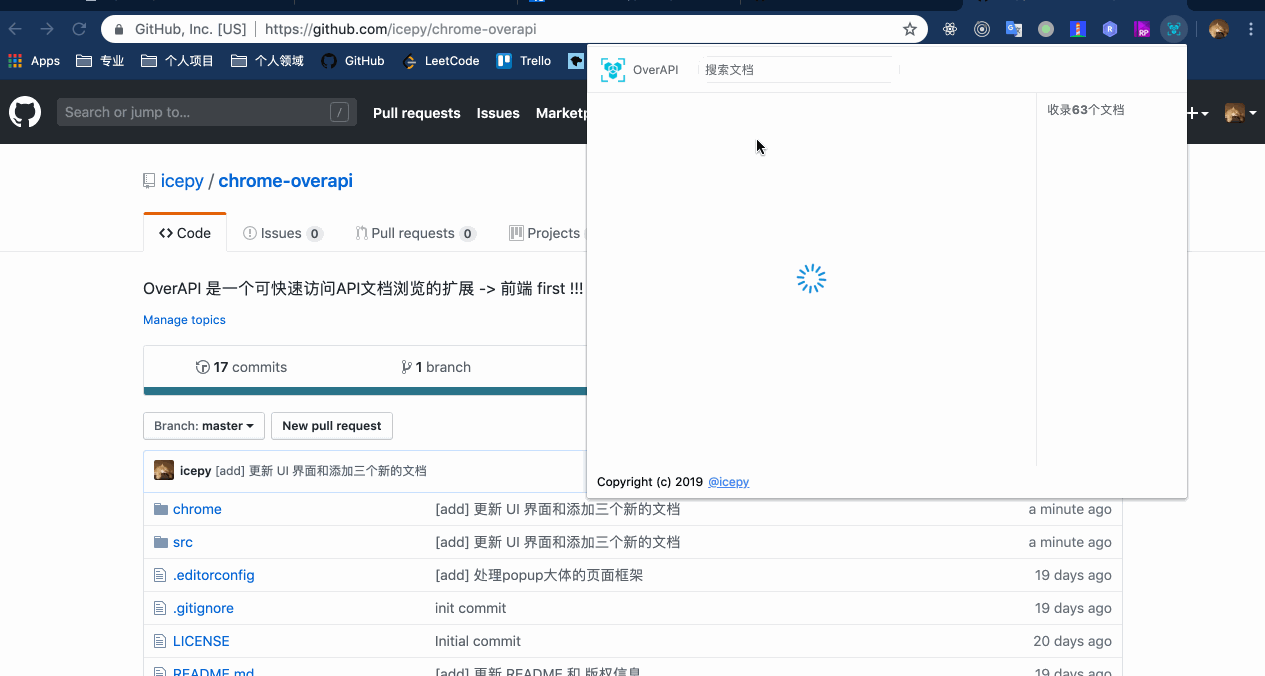 GitHub, Inc. [US] | https://github.com/icepy/chrome-overapi
Apps 专业 个人项目 个人领域 GitHub LeetCode Trello
OverAPI 搜索文档
收录63个文档
Search or jump to... /
Pull requests Issues Marketp
icepy / chrome-overapi
Code Issues 0 Pull requests 0 Projects
OverAPI 是一个可快速访问API文档浏览的扩展 -> 前端 first !!!
Manage topics
17 commits 1 branch
Branch: master New pull request
icepy [add] 更新 UI 界面和添加三个新的文档
Copyright (c) 2019 @icepy
chrome [add] 更新 UI 界面和添加三个新的文档 a minute ago
src [add] 更新 UI 界面和添加三个新的文档 a minute ago
.editorconfig [add] 处理popup大体的页面框架 19 days ago
.gitignore init commit 19 days ago
LICENSE Initial commit 20 days ago
README.md [add] 更新 README 和 版权信息 19 days ago